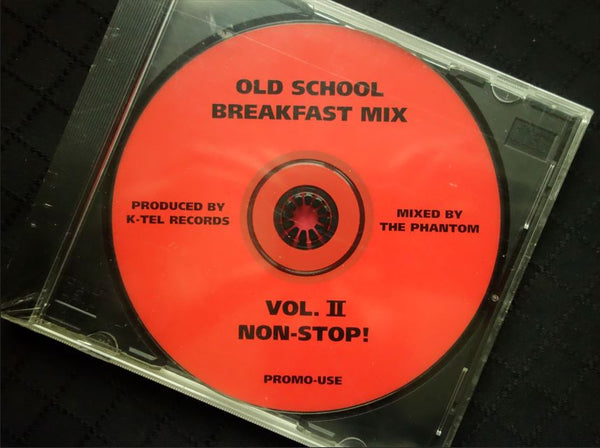 OLD SCHOOL
BREAKFAST MIX
PRODUCED BY
K-TEL RECORDS
MIXED BY
THE PHANTOM
VOL. II
NON-STOP!
PROMO-USE